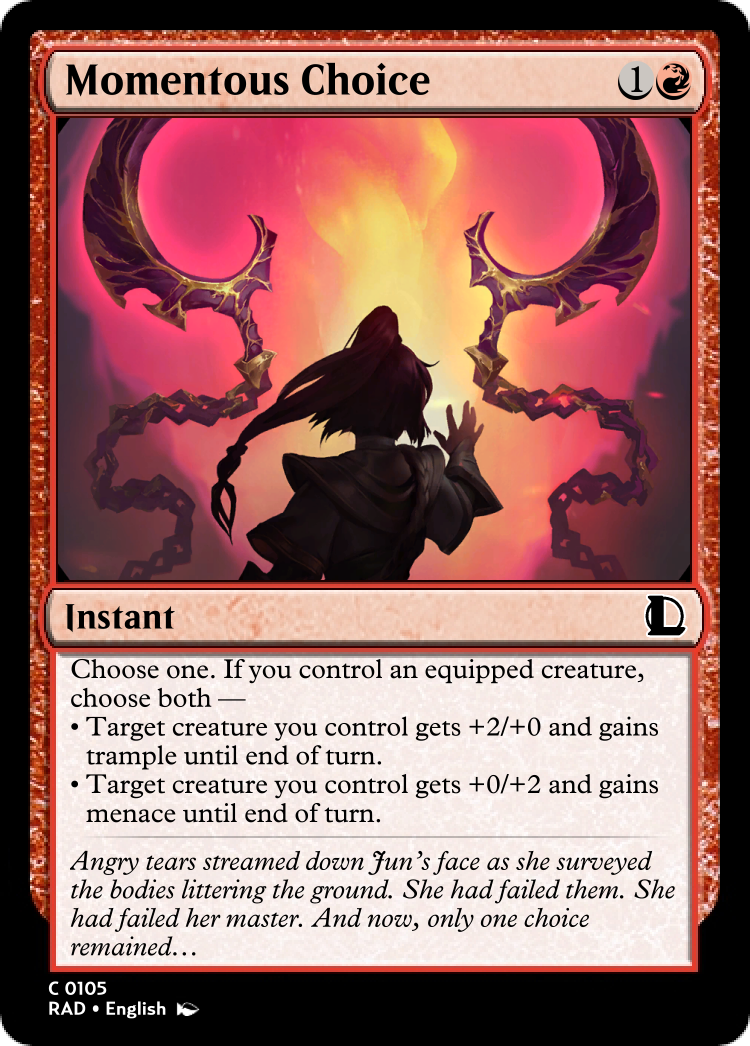 Momentous Choice 1
Instant
Choose one. If you control an equipped creature,
choose both —
• Target creature you control gets +2/+0 and gains
trample until end of turn.
• Target creature you control gets +0/+2 and gains
menace until end of turn.
Angry tears streamed down Jun's face as she surveyed
the bodies littering the ground. She had failed them. She
had failed her master. And now, only one choice
remained…
C 0105
RAD • English